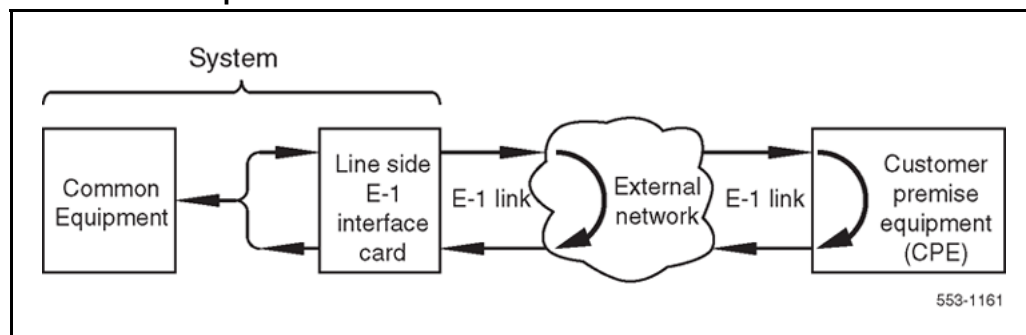 System
Common
Equipment
Line side
E-1
interface
card
E-1 link
External
network
E-1 link
Customer
premise
equipment
(CPE)
553-1161